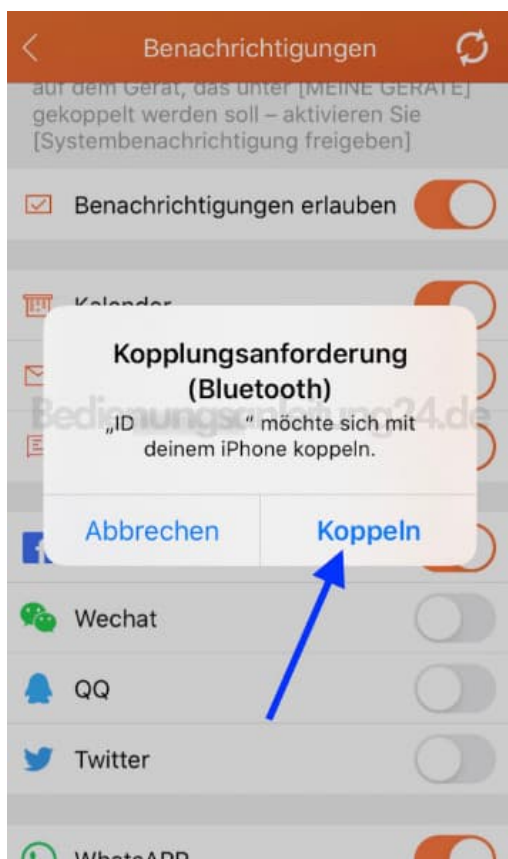 Benachrichtigungen
auf dem Gerät, das unter [MEINE GERÄTE]
gekoppelt werden soll – aktivieren Sie
[Systembenachrichtigung freigeben]
Benachrichtigungen erlauben
Kalender
Kopplungsanforderung
(Bluetooth)
Bedienungsanleitung24.de
„ID “ möchte sich mit
deinem iPhone koppeln.
Abbrechen Koppeln
Wechat
QQ
Twitter
WhatsAPP